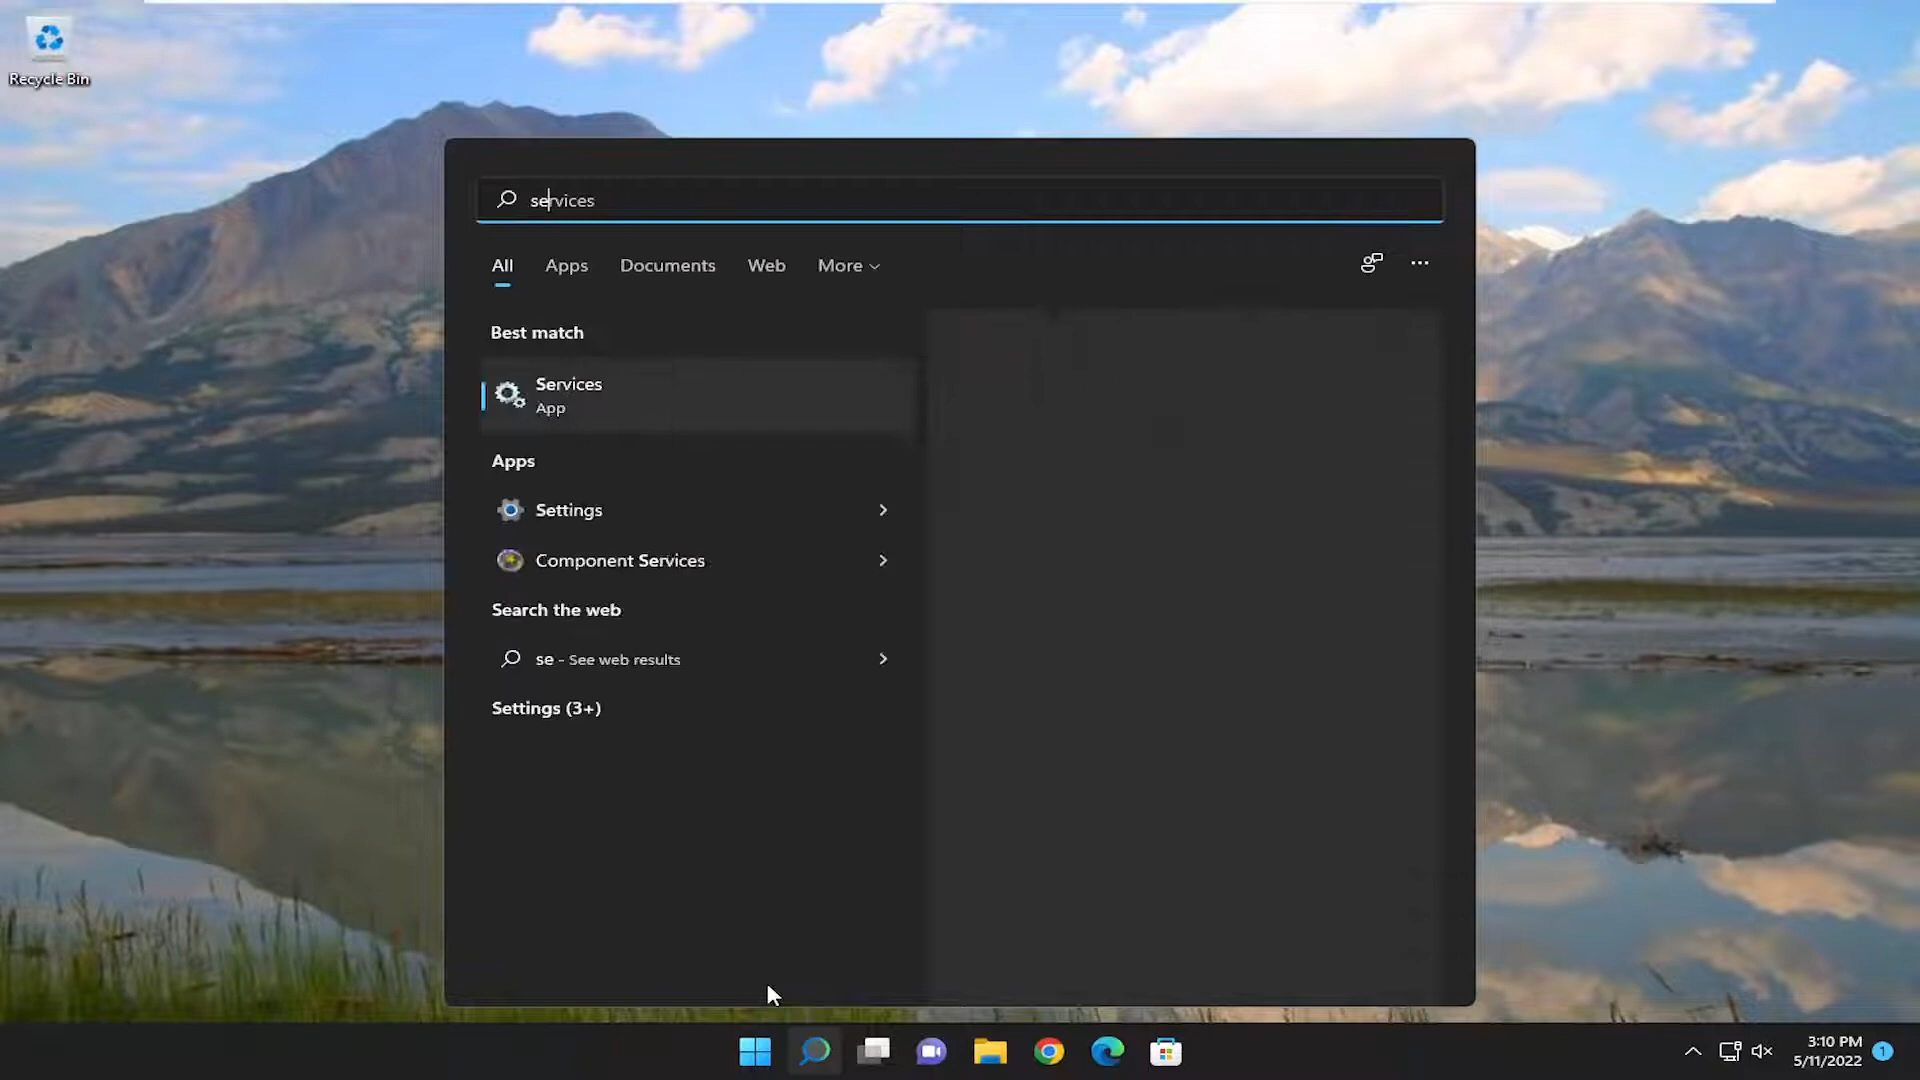 Recycle Bin
services
All Apps Documents Web More
Best match
Services
App
Apps
Settings
Component Services
Search the web
se - See web results
Settings (3+)
3:10 PM
5/11/2022
1